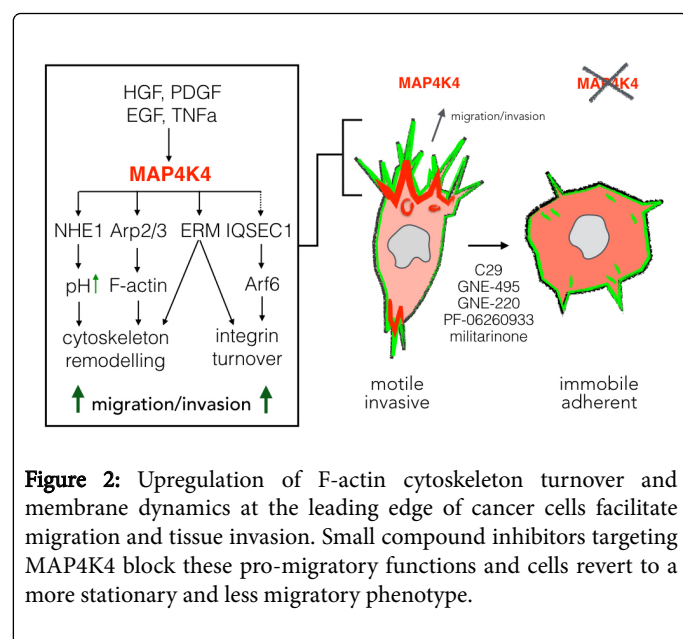 HGF, PDGF
EGF, TNFa
MAP4K4
NHE1 Arp2/3 ERM IQSEC1
pH F-actin Arf6
cytoskeleton remodelling
integrin turnover
migration/invasion
MAP4K4
migration/invasion
motile
invasive
C29
GNE-495
GNE-220
PF-06260933
militarinone
MAP4K4
immobile
adherent
Figure 2: Upregulation of F-actin cytoskeleton turnover and
membrane dynamics at the leading edge of cancer cells facilitate
migration and tissue invasion. Small compound inhibitors targeting
MAP4K4 block these pro-migratory functions and cells revert to a
more stationary and less migratory phenotype.